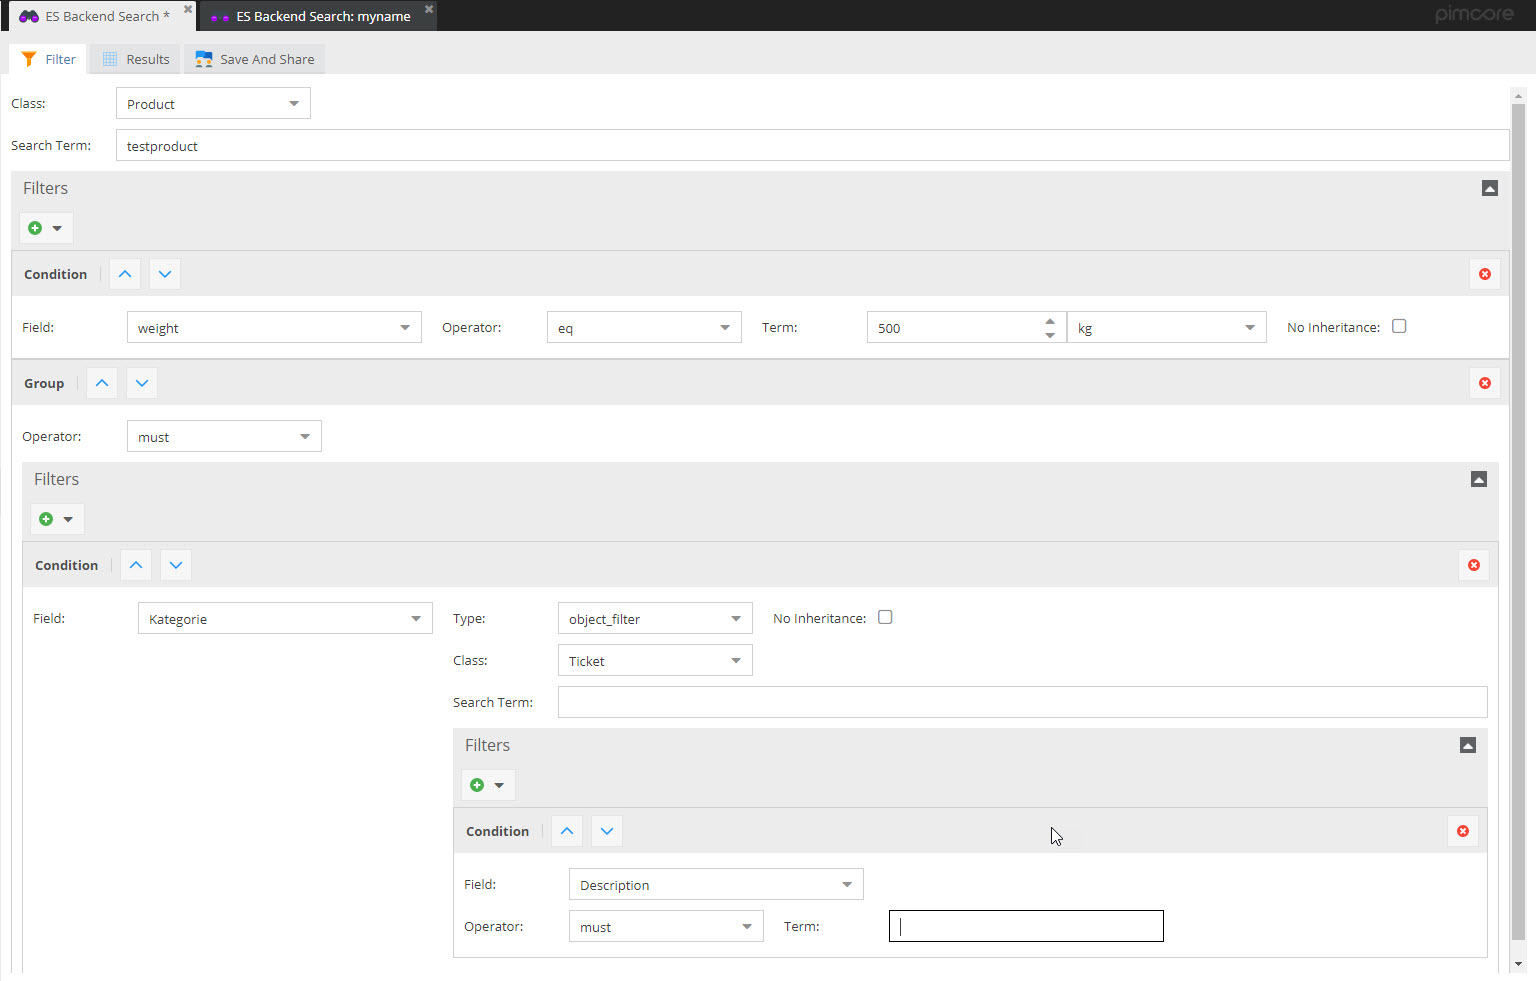 ES Backend Search * ES Backend Search: myname pimcore
Filter Results Save And Share
Class: Product
Search Term: testproduct
Filters
Condition
Field: weight Operator: eq Term: 500 kg No Inheritance:
Group
Operator: must
Filters
Condition
Field: Kategorie Type: object_filter No Inheritance:
Class: Ticket
Search Term:
Filters
Condition
Field: Description
Operator: must Term: